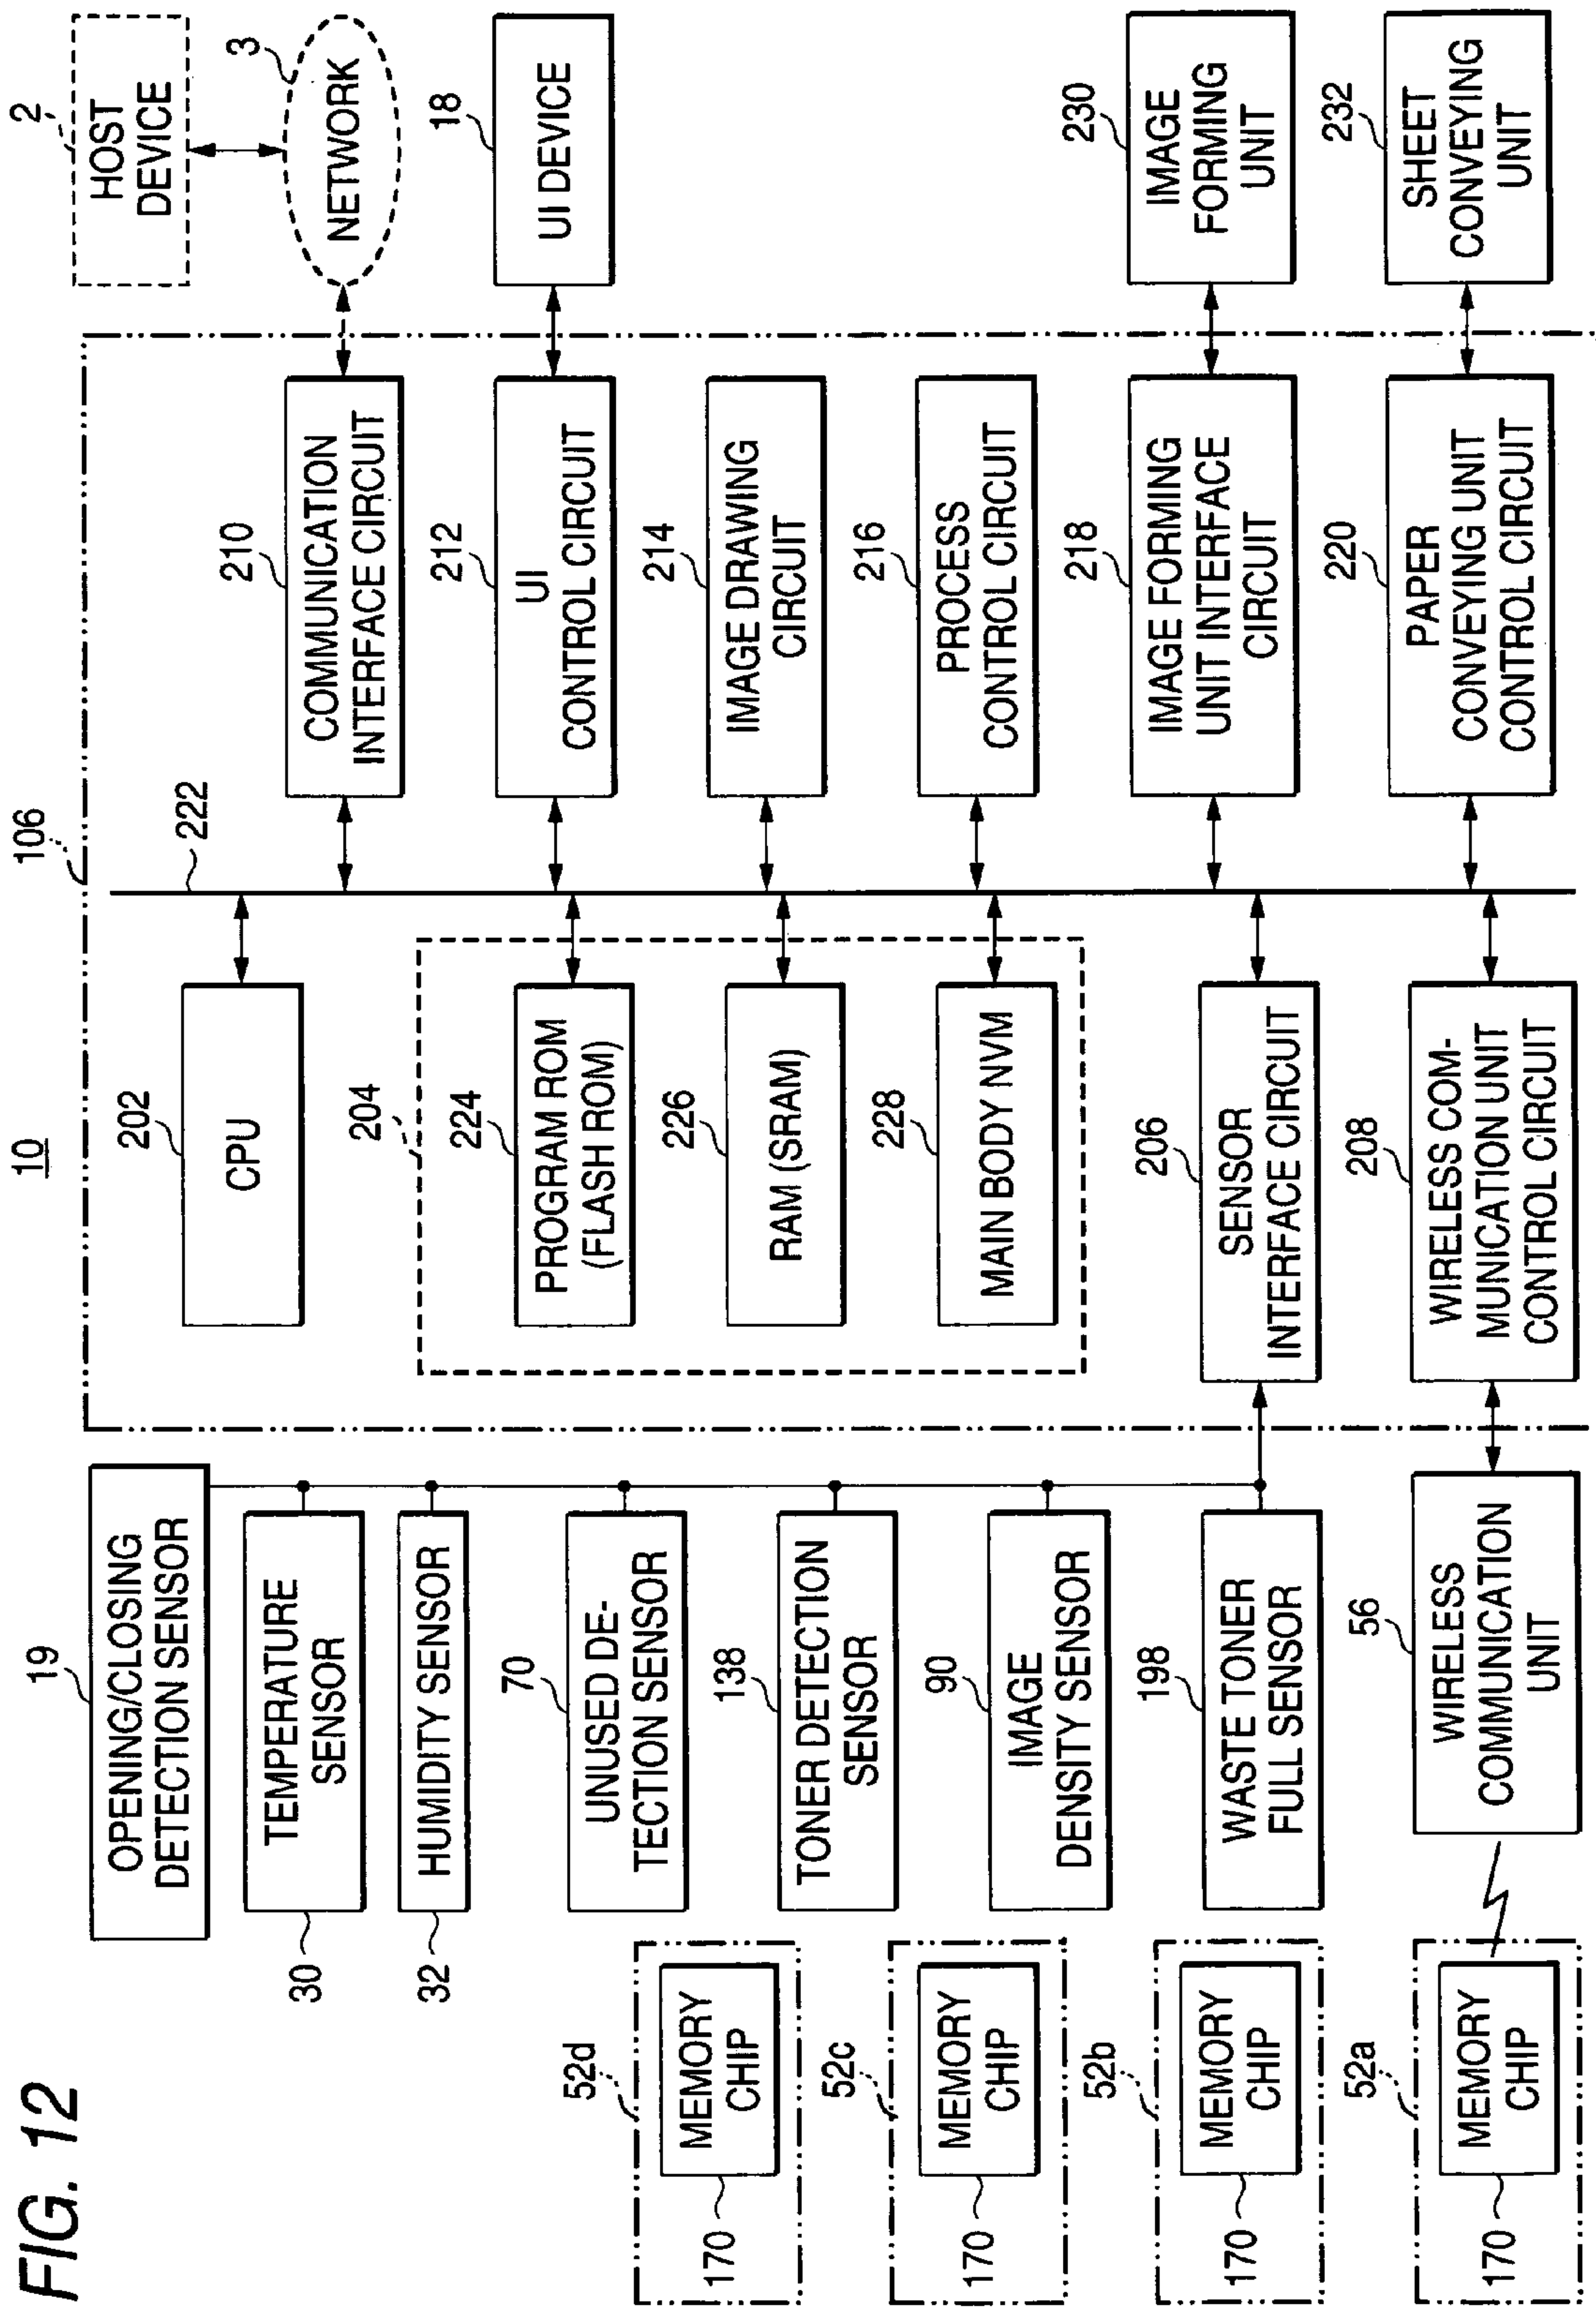 FIG. 12
10
106
2
HOST
DEVICE
3
NETWORK
18
UI DEVICE
230
IMAGE
FORMING
UNIT
232
SHEET
CONVEYING
UNIT
222
210
COMMUNICATION
INTERFACE CIRCUIT
212
UI
CONTROL CIRCUIT
214
IMAGE DRAWING
CIRCUIT
216
PROCESS
CONTROL CIRCUIT
218
IMAGE FORMING
UNIT INTERFACE
CIRCUIT
220
PAPER
CONVEYING UNIT
CONTROL CIRCUIT
202
CPU
204
224
PROGRAM ROM
(FLASH ROM)
226
RAM (SRAM)
228
MAIN BODY NVM
206
SENSOR
INTERFACE CIRCUIT
208
WIRELESS COM-
MUNICATION UNIT
CONTROL CIRCUIT
19
OPENING/CLOSING
DETECTION SENSOR
TEMPERATURE
SENSOR
30
HUMIDITY SENSOR
32
70
UNUSED DE-
TECTION SENSOR
138
TONER DETECTION
SENSOR
90
IMAGE
DENSITY SENSOR
198
WASTE TONER
FULL SENSOR
56
WIRELESS
COMMUNICATION
UNIT
52d
MEMORY
CHIP
170
52c
MEMORY
CHIP
170
52b
MEMORY
CHIP
170
52a
MEMORY
CHIP
170